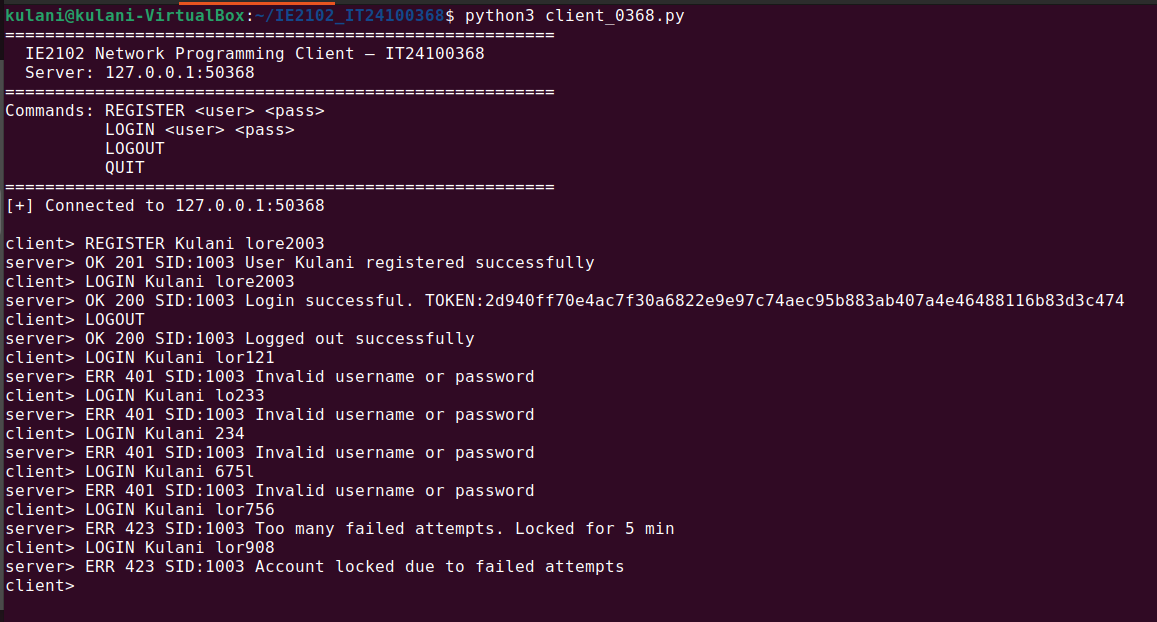 kulani@kulani-VirtualBox:~/IE2102_IT24100368$ python3 client_0368.py
=======================================================
  IE2102 Network Programming Client — IT24100368
  Server: 127.0.0.1:50368
=======================================================
Commands: REGISTER <user> <pass>
          LOGIN <user> <pass>
          LOGOUT
          QUIT
=======================================================
[+] Connected to 127.0.0.1:50368
client> REGISTER Kulani lore2003
server> OK 201 SID:1003 User Kulani registered successfully
client> LOGIN Kulani lore2003
server> OK 200 SID:1003 Login successful. TOKEN:2d940ff70e4ac7f30a6822e9e97c74aec95b883ab407a4e46488116b83d3c474
client> LOGOUT
server> OK 200 SID:1003 Logged out successfully
client> LOGIN Kulani lor121
server> ERR 401 SID:1003 Invalid username or password
client> LOGIN Kulani lo233
server> ERR 401 SID:1003 Invalid username or password
client> LOGIN Kulani 234
server> ERR 401 SID:1003 Invalid username or password
client> LOGIN Kulani 675l
server> ERR 401 SID:1003 Invalid username or password
client> LOGIN Kulani lor756
server> ERR 423 SID:1003 Too many failed attempts. Locked for 5 min
client> LOGIN Kulani lor908
server> ERR 423 SID:1003 Account locked due to failed attempts
client>